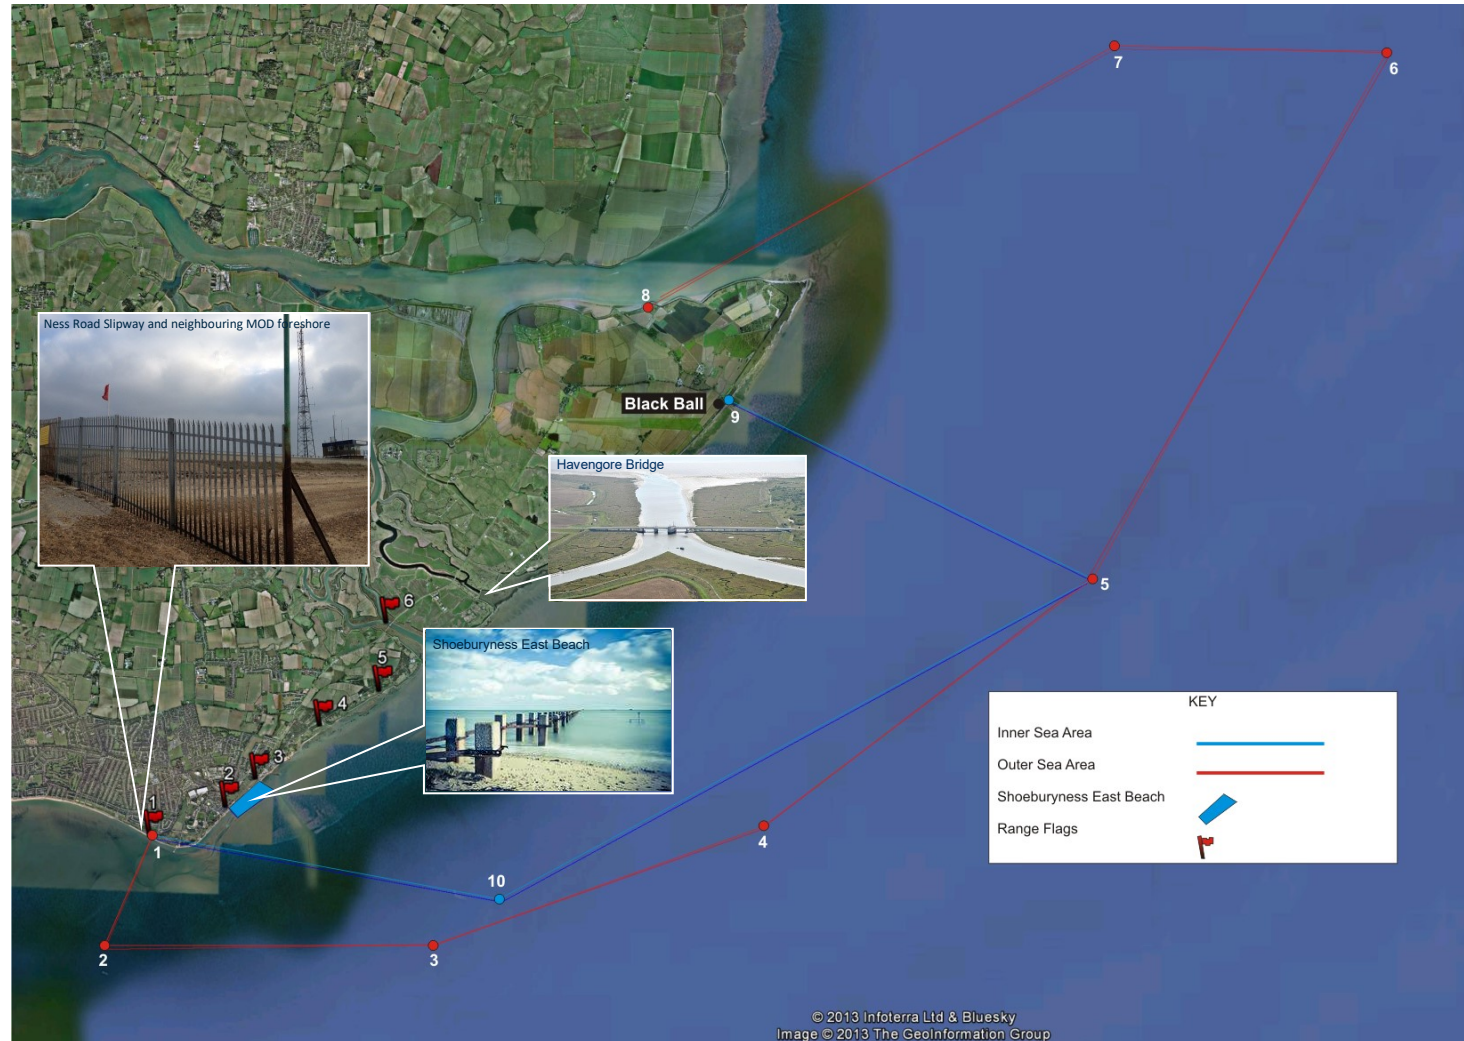 7
6
8
Ness Road Slipway and neighbouring MOD foreshore
Black Ball
9
Havengore Bridge
5
6
Shoeburyness East Beach
5
4
KEY
Inner Sea Area
Outer Sea Area
Shoeburyness East Beach
Range Flags
3
2
1
1
4
10
2
3
© 2013 Infoterra Ltd & Bluesky
Image © 2013 The GeoInformation Group